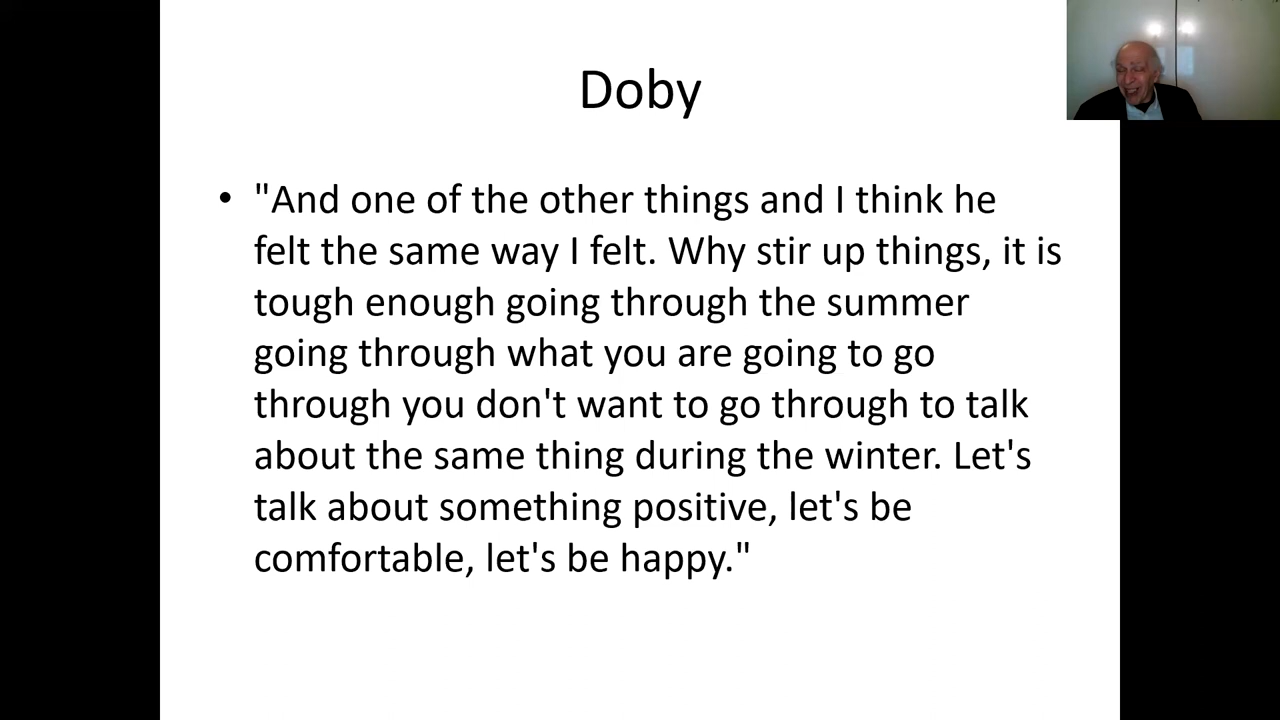 Doby
• "And one of the other things and I think he
felt the same way I felt. Why stir up things, it is
tough enough going through the summer
going through what you are going to go
through you don't want to go through to talk
about the same thing during the winter. Let's
talk about something positive, let's be
comfortable, let's be happy."